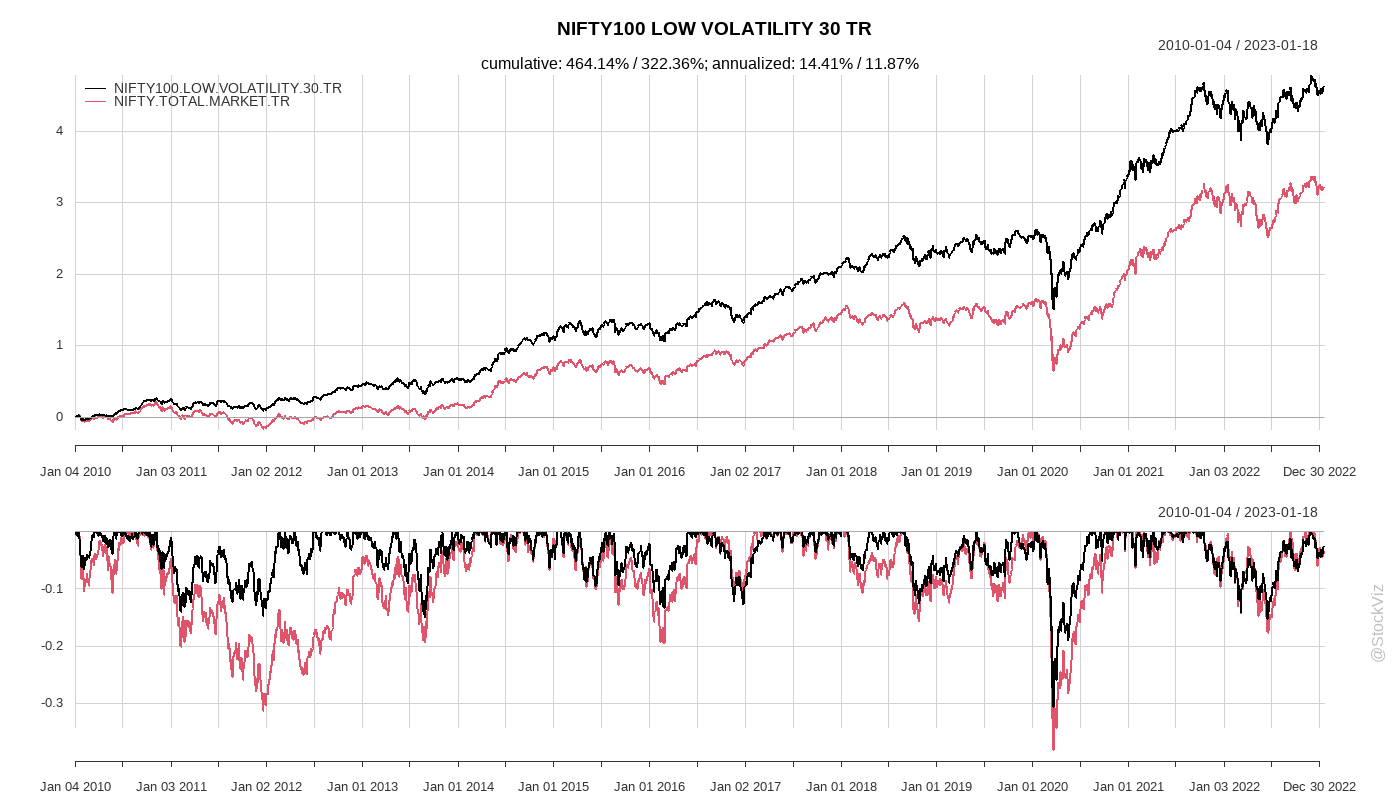 NIFTY100 LOW VOLATILITY 30 TR
2010-01-04 / 2023-01-18
cumulative: 464.14% / 322.36%; annualized: 14.41% / 11.87%
NIFTY100.LOW.VOLATILITY.30.TR
NIFTY.TOTAL.MARKET.TR
4
3
2
1
0
Jan 04 2010 Jan 03 2011 Jan 02 2012 Jan 01 2013 Jan 01 2014 Jan 01 2015 Jan 01 2016 Jan 02 2017 Jan 01 2018 Jan 01 2019 Jan 01 2020 Jan 01 2021 Jan 03 2022 Dec 30 2022
2010-01-04 / 2023-01-18
-0.1
-0.2
-0.3
@StockViz
Jan 04 2010 Jan 03 2011 Jan 02 2012 Jan 01 2013 Jan 01 2014 Jan 01 2015 Jan 01 2016 Jan 02 2017 Jan 01 2018 Jan 01 2019 Jan 01 2020 Jan 01 2021 Jan 03 2022 Dec 30 2022